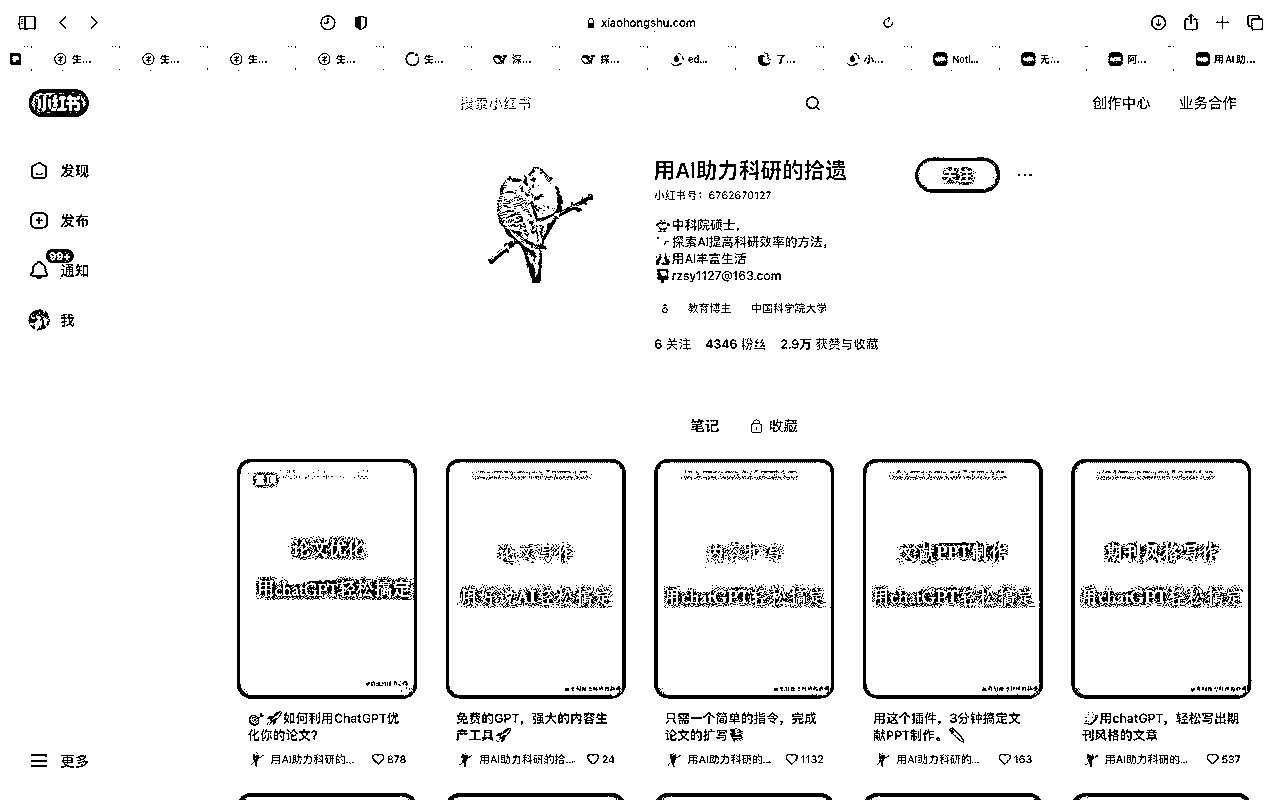 xiaohongshu.com
生... 生... 生... 生... 生... 深... 探... ed... 了... 小... Noti... 无... 阿... 用AI助...
小红书
搜索小红书
创作中心 业务合作
发现
发布
99+
通知
我
更多
用AI助力科研的拾遗
关注
小红书号：6762670127
中科院硕士，
探索AI提高科研效率的方法，
用AI丰富生活
rzsy1127@163.com
教育博主 中国科学院大学
6 关注 4346 粉丝 2.9万 获赞与收藏
笔记 收藏
论文优化
用chatGPT轻松搞定
如何利用ChatGPT优
化你的论文？
用AI助力科研的... 878
论文写作
免费的GPT，强大的内容生
产工具
用AI助力科研的拾... 24
内容扩写
用chatGPT轻松搞定
只需一个简单的指令，完成
论文的扩写
用AI助力科研的... 1132
文献PPT制作
用chatGPT轻松搞定
用这个插件，3分钟搞定文
献PPT制作。
用AI助力科研的... 163
期刊风格写作
用chatGPT轻松搞定
用chatGPT，轻松写出期
刊风格的文章
用AI助力科研的... 537